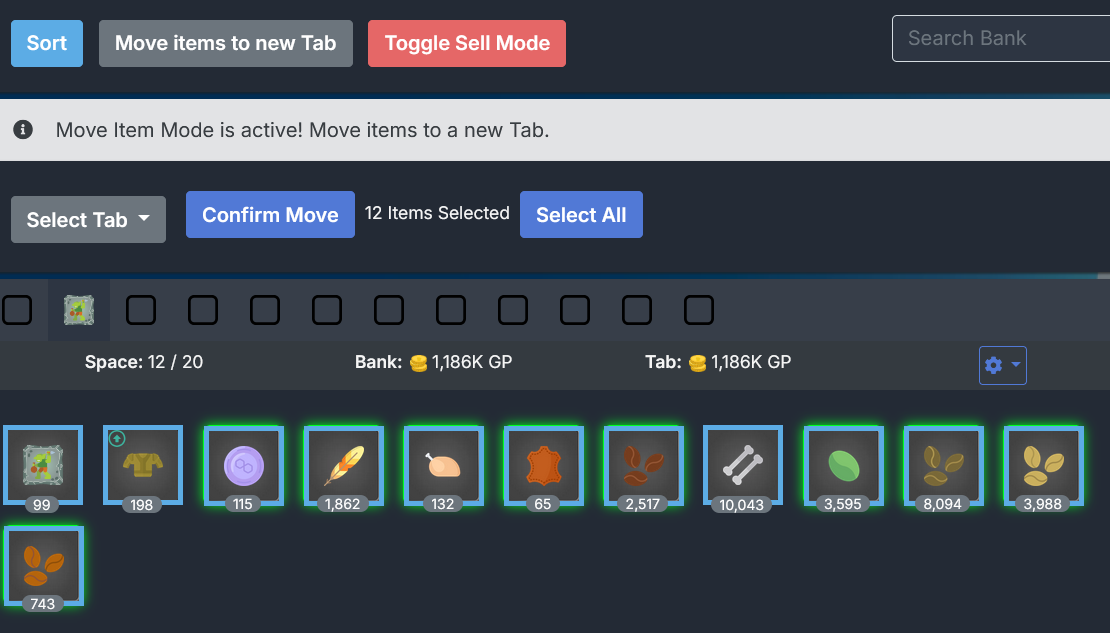 Sort
Move items to new Tab
Toggle Sell Mode
Search Bank
Move Item Mode is active! Move items to a new Tab.
Select Tab
Confirm Move
12 Items Selected
Select All
Space: 12 / 20
Bank: 1,186K GP
Tab: 1,186K GP
99
198
115
1,862
132
65
2,517
10,043
3,595
8,094
3,988
743